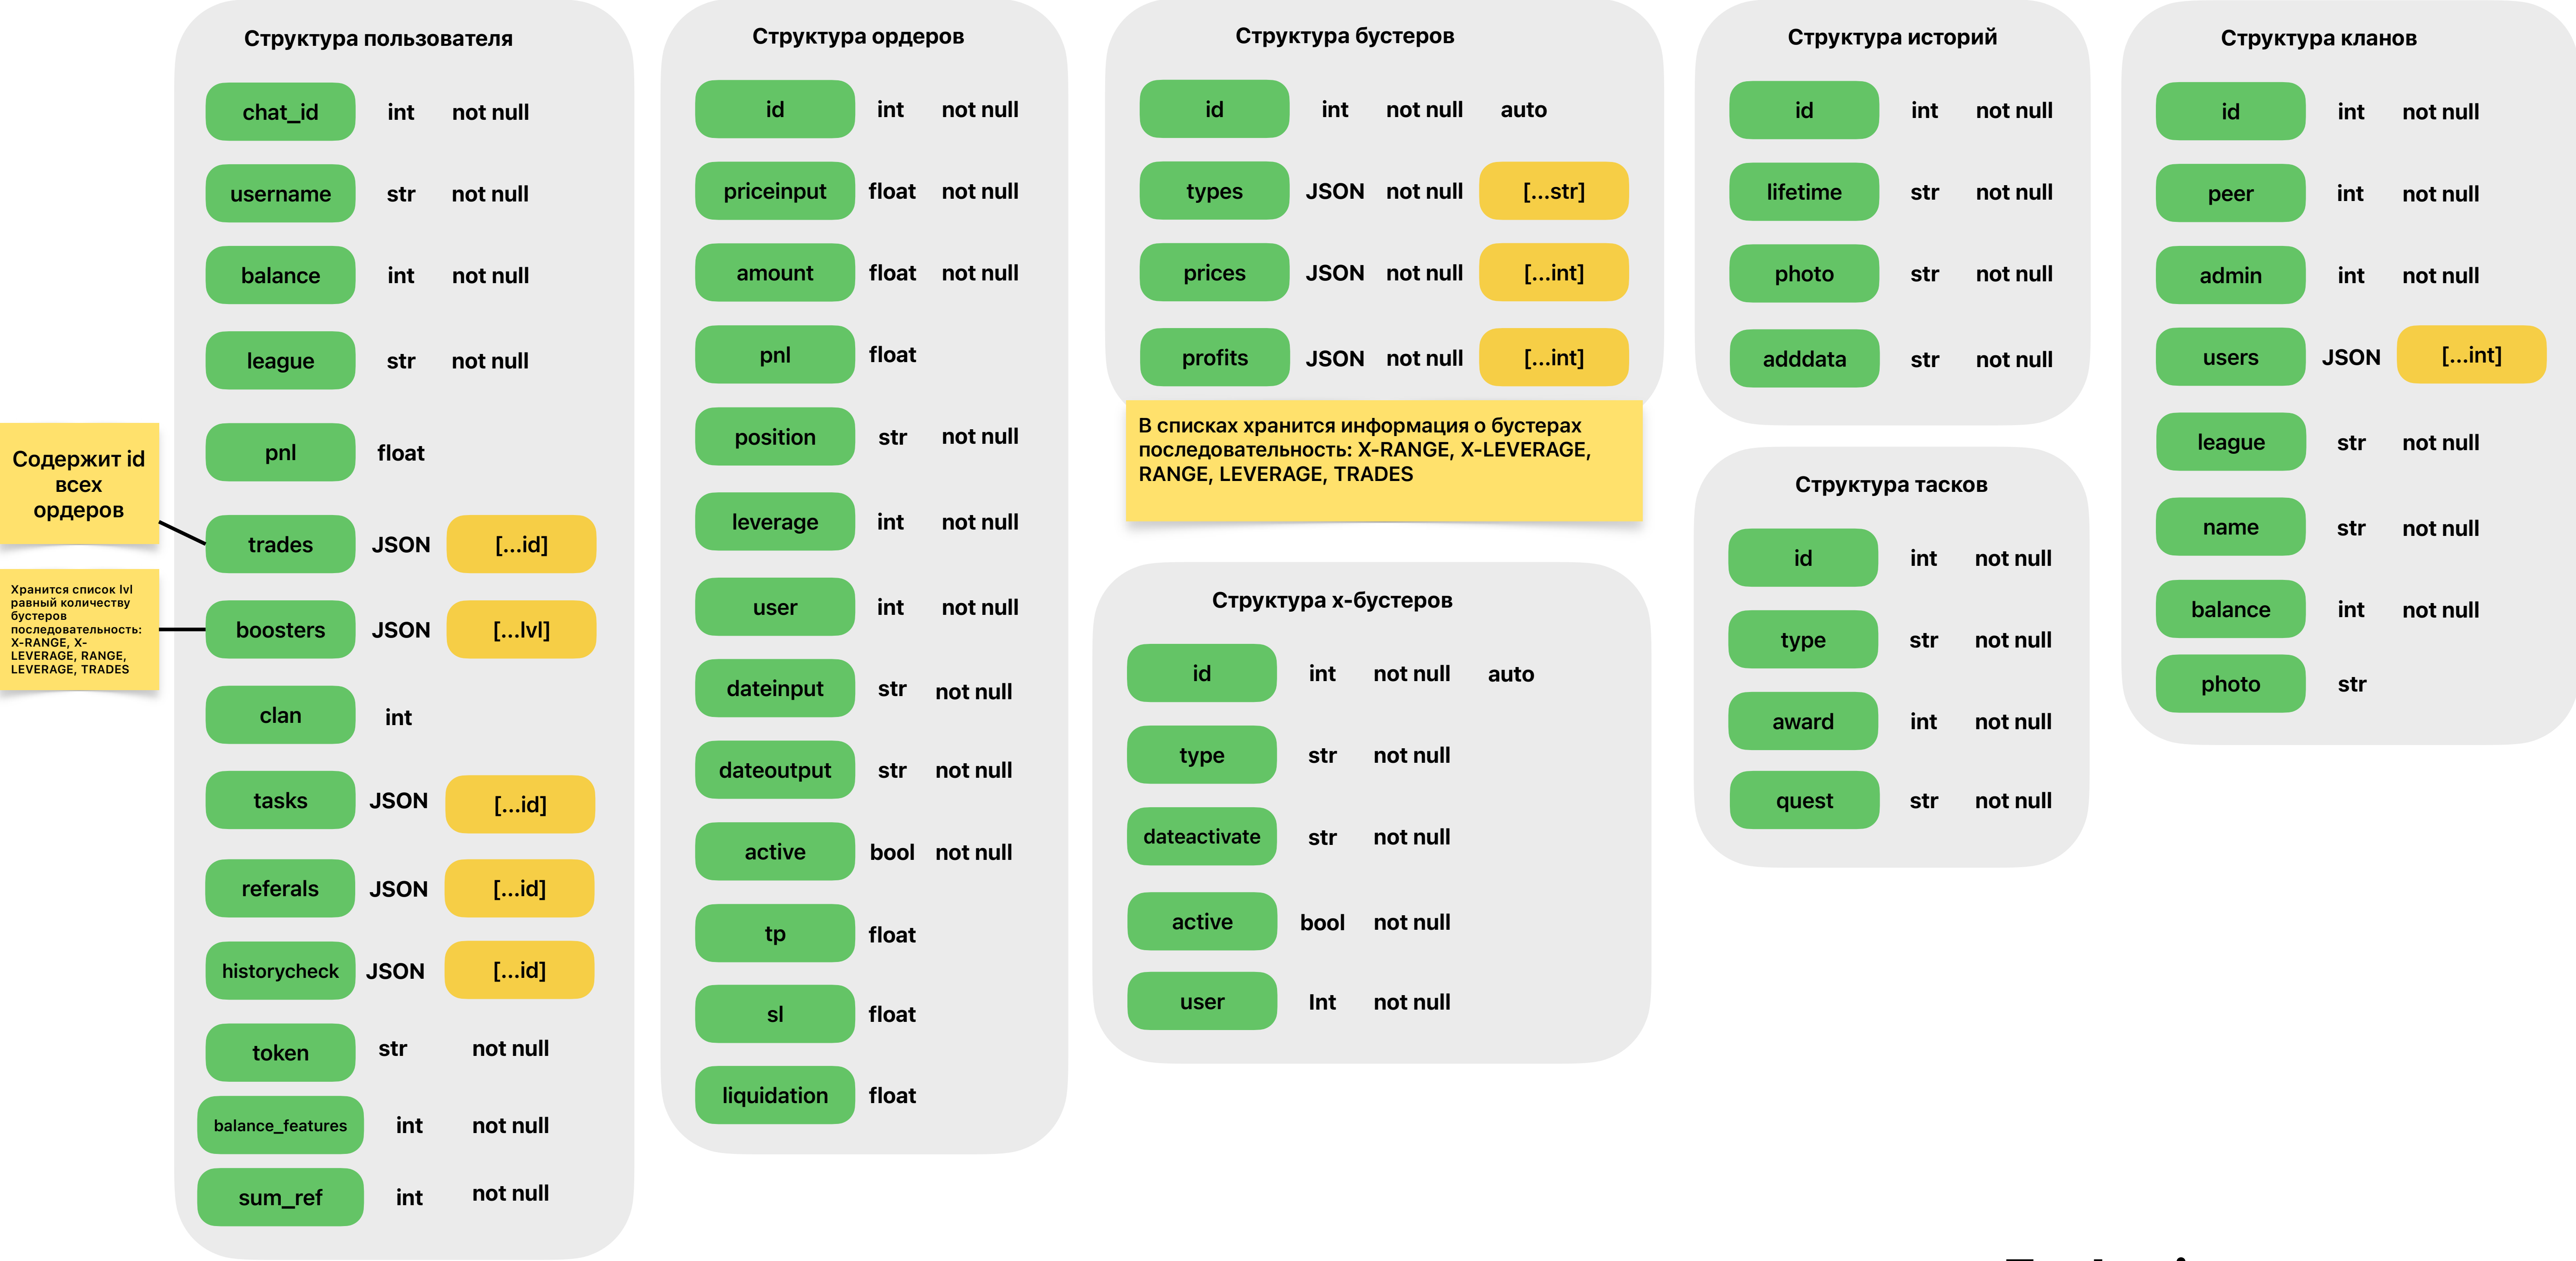 Структура пользователя
chat_id int not null
username str not null
balance int not null
league str not null
pnl float
trades JSON [...id]
boosters JSON [...lvl]
clan int
tasks JSON [...id]
referals JSON [...id]
historycheck JSON [...id]
token str not null
balance_features int not null
sum_ref int not null
Содержит id
всех
ордеров
Хранится список lvl
равный количеству
бустеров
последовательность:
X-RANGE, X-
LEVERAGE, RANGE,
LEVERAGE, TRADES
Структура ордеров
id int not null
priceinput float not null
amount float not null
pnl float
position str not null
leverage int not null
user int not null
dateinput str not null
dateoutput str not null
active bool not null
tp float
sl float
liquidation float
Структура бустеров
id int not null auto
types JSON not null [...str]
prices JSON not null [...int]
profits JSON not null [...int]
В списках хранится информация о бустерах
последовательность: X-RANGE, X-LEVERAGE,
RANGE, LEVERAGE, TRADES
Структура х-бустеров
id int not null auto
type str not null
dateactivate str not null
active bool not null
user Int not null
Структура историй
id int not null
lifetime str not null
photo str not null
adddata str not null
Структура тасков
id int not null
type str not null
award int not null
quest str not null
Структура кланов
id int not null
peer int not null
admin int not null
users JSON [...int]
league str not null
name str not null
balance int not null
photo str